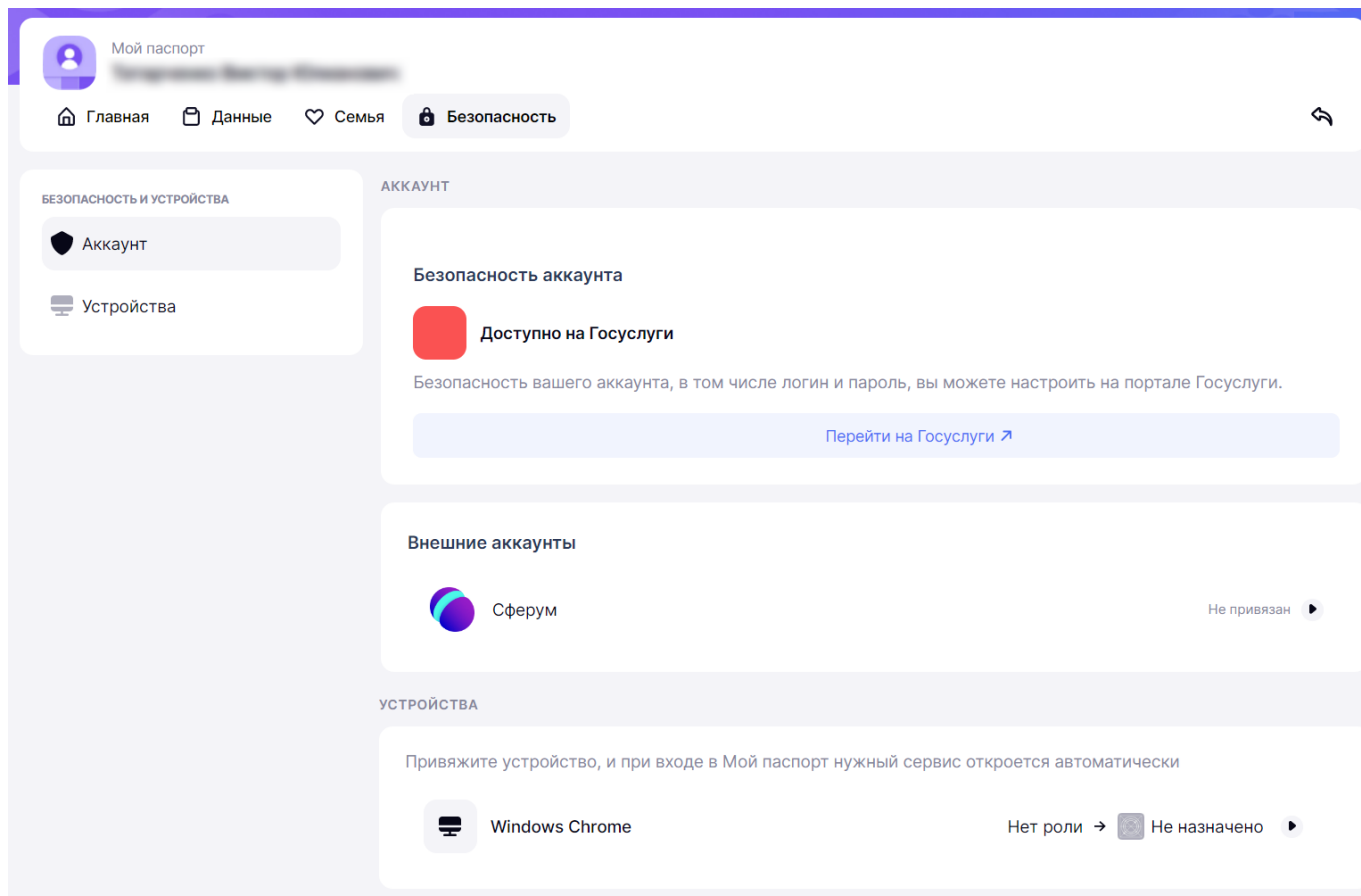 Мой паспорт
Главная Данные Семья Безопасность
БЕЗОПАСНОСТЬ И УСТРОЙСТВА
Аккаунт
Устройства
АККАУНТ
Безопасность аккаунта
Доступно на Госуслуги
Безопасность вашего аккаунта, в том числе логин и пароль, вы можете настроить на портале Госуслуги.
Перейти на Госуслуги
Внешние аккаунты
Сферум Не привязан
УСТРОЙСТВА
Привяжите устройство, и при входе в Мой паспорт нужный сервис откроется автоматически
Windows Chrome Нет роли → Не назначено